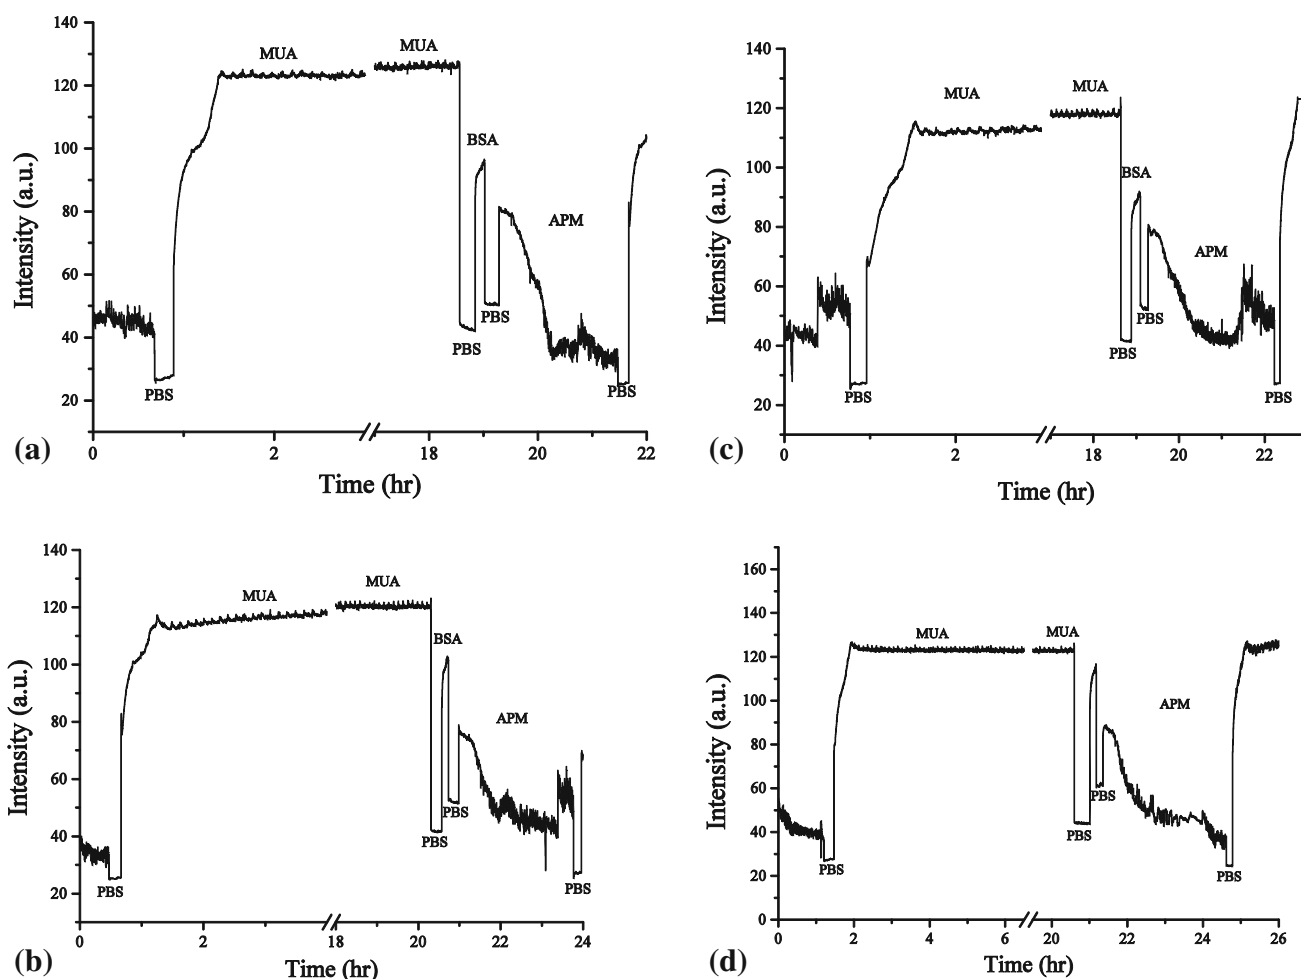 140
120
100
80
60
40
20
Intensity (a.u.)
MUA
MUA
BSA
APM
PBS
PBS
PBS
PBS
0 2 18 20 22
Time (hr)
(a)
140
120
100
80
60
40
20
Intensity (a.u.)
MUA
MUA
BSA
APM
PBS
PBS
PBS
PBS
0 2 18 20 22
Time (hr)
(c)
140
120
100
80
60
40
20
Intensity (a.u.)
MUA
MUA
BSA
APM
PBS
PBS
PBS
PBS
0 2 18 19 20 21 22 23 24
Time (hr)
(b)
160
140
120
100
80
60
40
20
0
Intensity (a.u.)
MUA
MUA
APM
PBS
PBS
PBS
PBS
0 2 4 6 20 22 24 26
Time (hr)
(d)